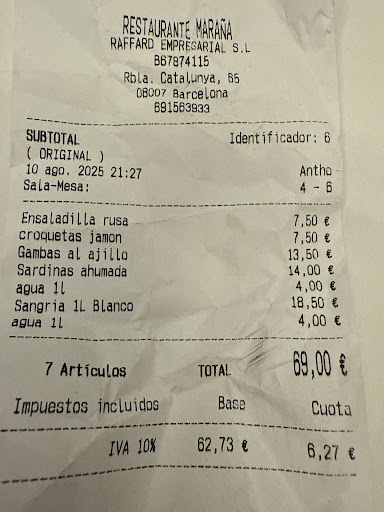 RESTAURANTE MARAÑA
RAFFARD EMPRESARIAL S.L
B67874115
Rbla. Catalunya, 65
08007 Barcelona
691563933
SUBTOTAL Identificador: 6
( ORIGINAL )
10 ago. 2025 21:27 Antho
Sala-Mesa: 4 - 6
Ensaladilla rusa 7,50 €
croquetas jamon 7,50 €
Gambas al ajillo 13,50 €
Sardinas ahumada 14,00 €
agua 1l 4,00 €
Sangria 1L Blanco 18,50 €
agua 1l 4,00 €
7 Artículos TOTAL 69,00 €
Impuestos incluidos Base Cuota
IVA 10% 62,73 € 6,27 €